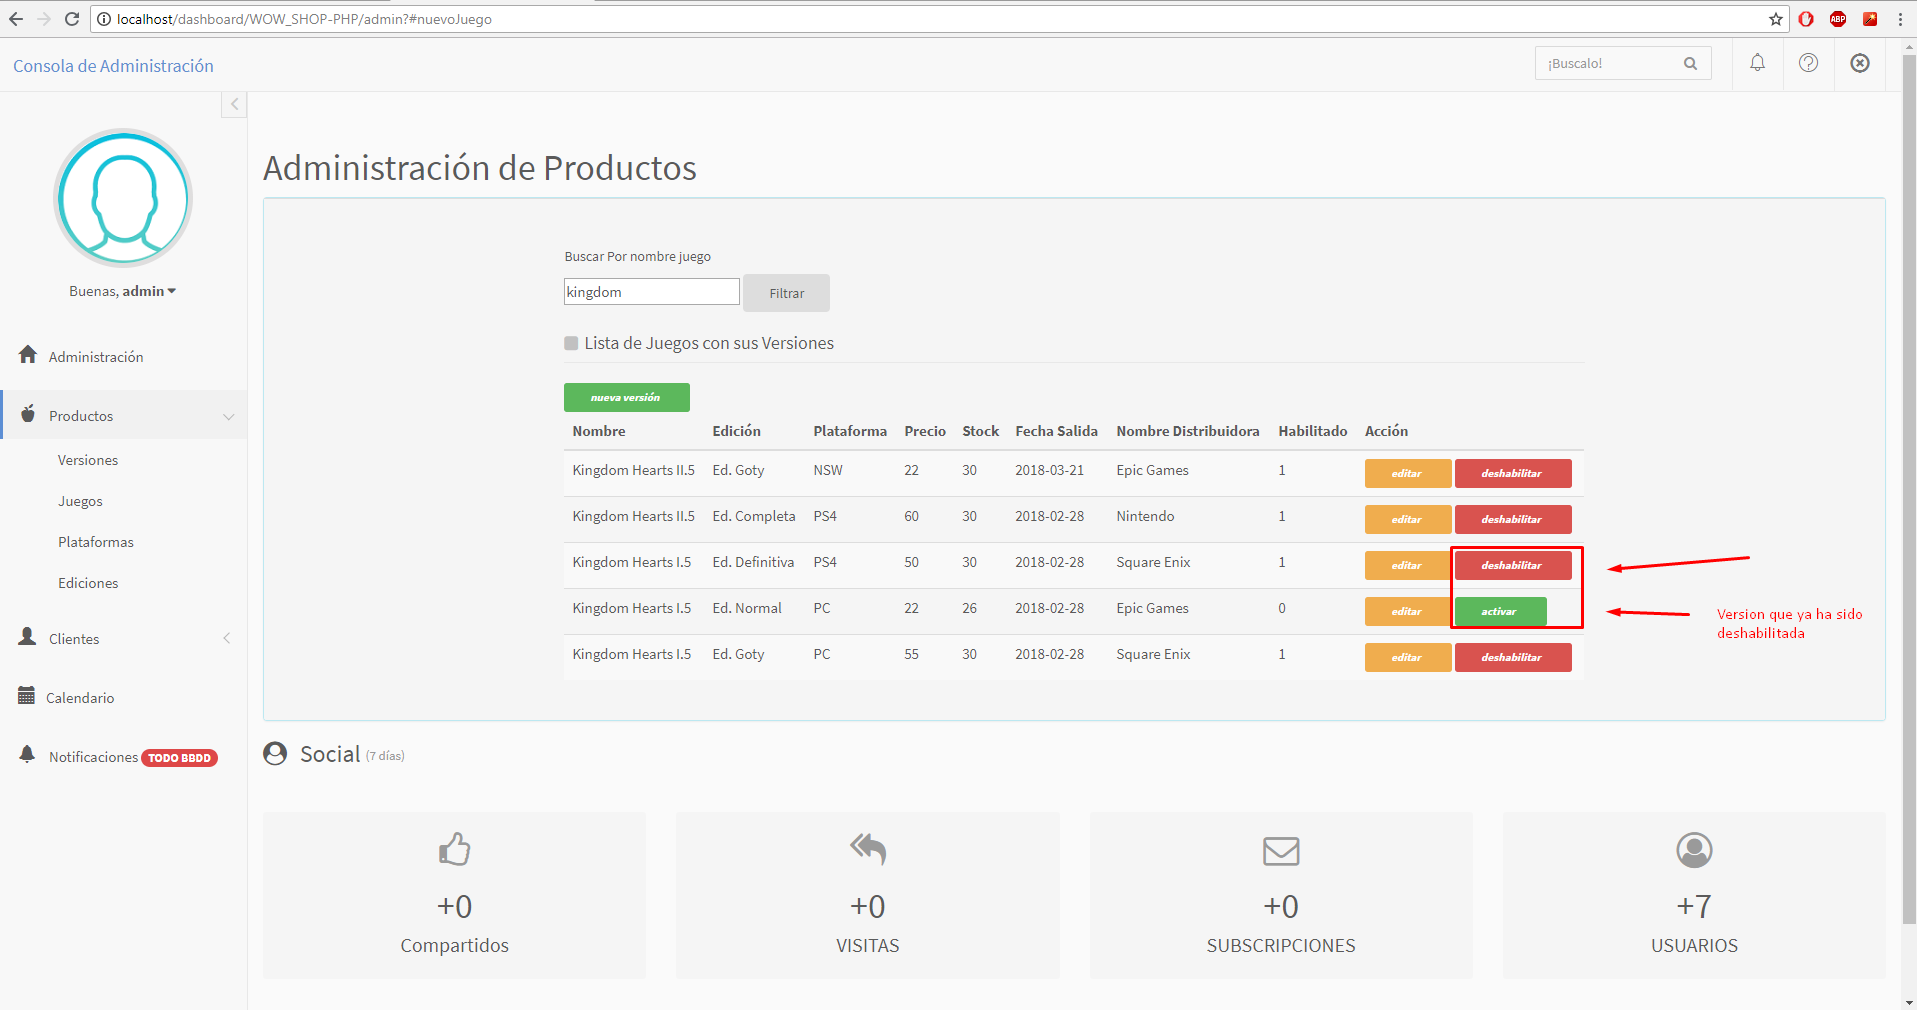 localhost/dashboard/WOW_SHOP-PHP/admin?#nuevoJuego
ABP
Consola de Administración
¡Buscalo!
Buenas, admin
Administración
Productos
Versiones
Juegos
Plataformas
Ediciones
Clientes
Calendario
Notificaciones TODO BBDD
Administración de Productos
Buscar Por nombre juego
kingdom Filtrar
Lista de Juegos con sus Versiones
nueva versión
Nombre Edición Plataforma Precio Stock Fecha Salida Nombre Distribuidora Habilitado Acción
Kingdom Hearts II.5 Ed. Goty NSW 22 30 2018-03-21 Epic Games 1 editar deshabilitar
Kingdom Hearts II.5 Ed. Completa PS4 60 30 2018-02-28 Nintendo 1 editar deshabilitar
Kingdom Hearts I.5 Ed. Definitiva PS4 50 30 2018-02-28 Square Enix 1 editar deshabilitar
Kingdom Hearts I.5 Ed. Normal PC 22 26 2018-02-28 Epic Games 0 editar activar
Kingdom Hearts I.5 Ed. Goty PC 55 30 2018-02-28 Square Enix 1 editar deshabilitar
Version que ya ha sido
deshabilitada
Social (7 días)
+0
Compartidos
+0
VISITAS
+0
SUBSCRIPCIONES
+7
USUARIOS